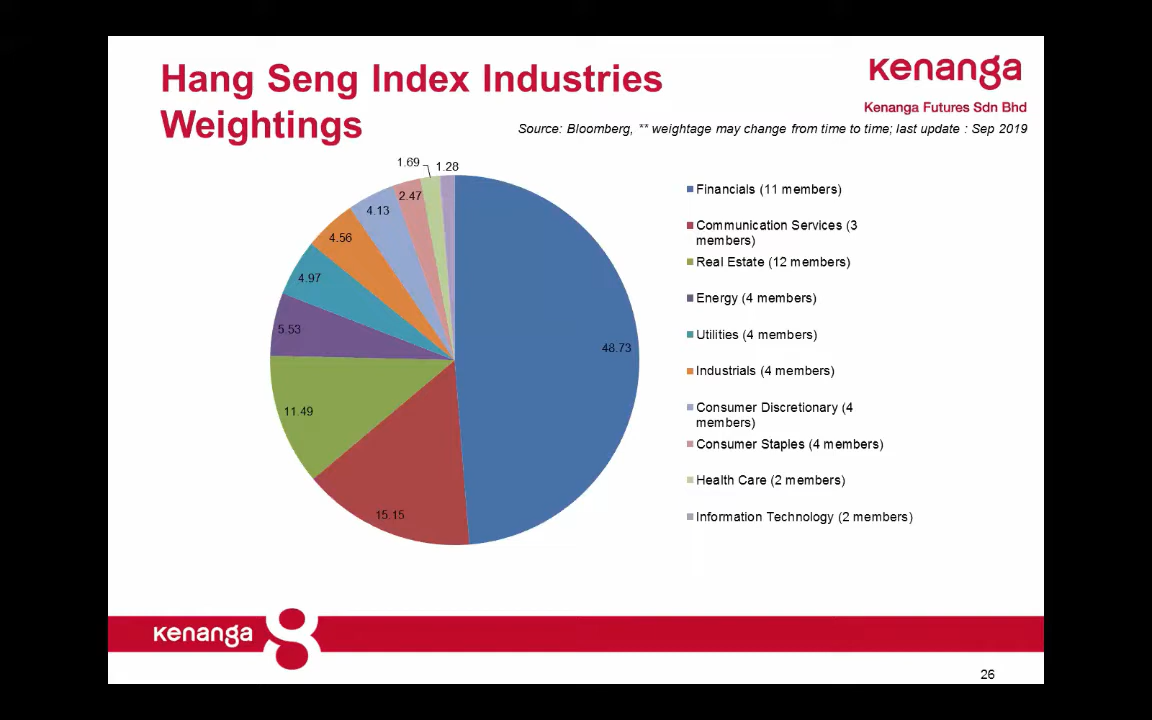 Hang Seng Index Industries
Weightings
kenanga
Kenanga Futures Sdn Bhd
Source: Bloomberg, ** weightage may change from time to time; last update : Sep 2019
1.69
1.28
2.47
4.13
4.56
4.97
5.53
11.49
15.15
48.73
Financials (11 members)
Communication Services (3
members)
Real Estate (12 members)
Energy (4 members)
Utilities (4 members)
Industrials (4 members)
Consumer Discretionary (4
members)
Consumer Staples (4 members)
Health Care (2 members)
Information Technology (2 members)
kenanga
26